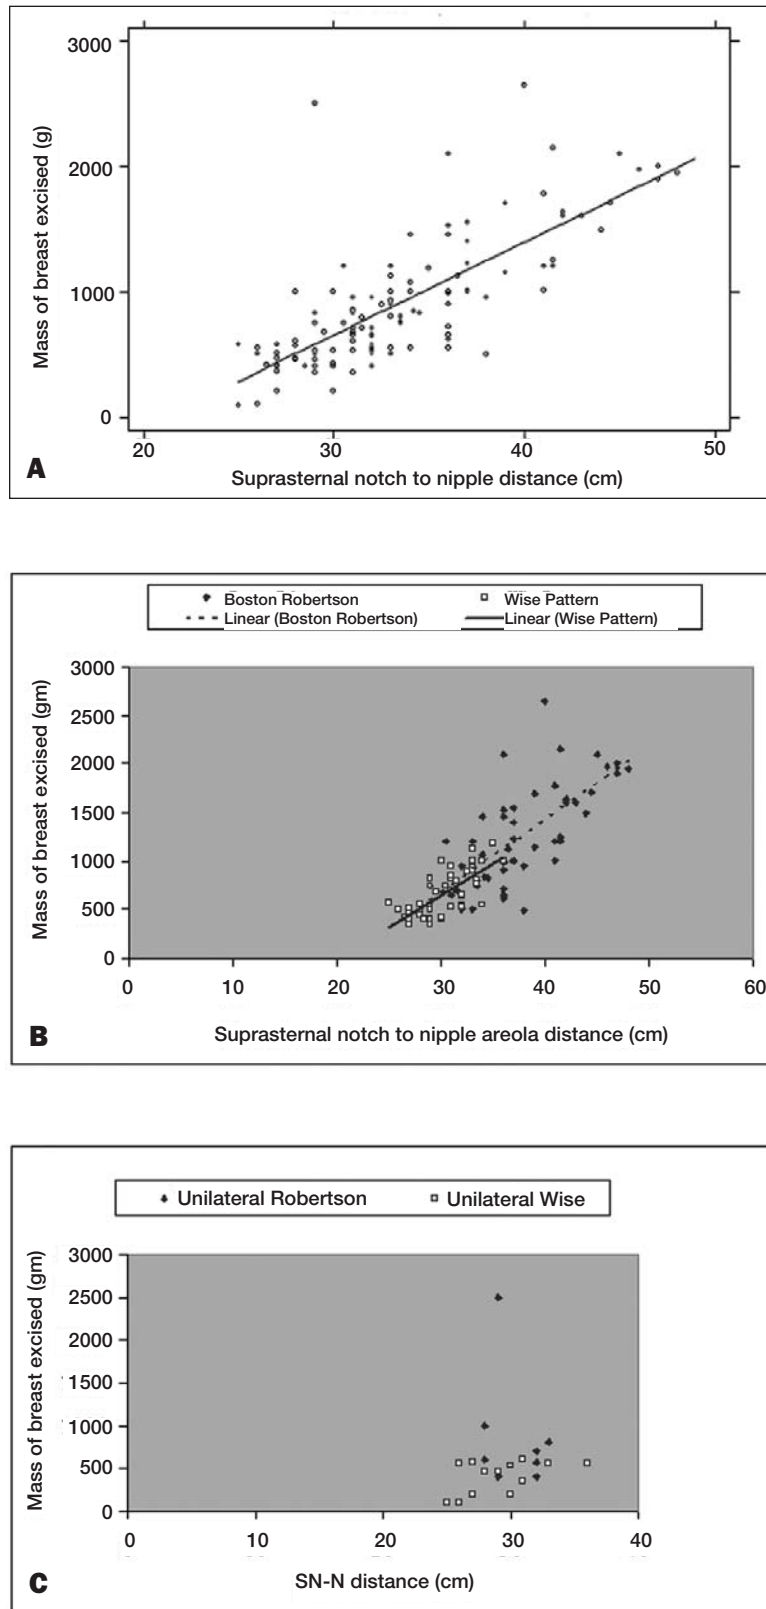 3000
2000
1000
0
20 30 40 50
Mass of breast excised (g)
Suprasternal notch to nipple distance (cm)
A
Boston Robertson Wise Pattern
Linear (Boston Robertson) Linear (Wise Pattern)
3000
2500
2000
1500
1000
500
0
0 10 20 30 40 50 60
Mass of breast excised (gm)
Suprasternal notch to nipple areola distance (cm)
B
Unilateral Robertson Unilateral Wise
3000
2500
2000
1500
1000
500
0
0 10 20 30 40
Mass of breast excised (gm)
SN-N distance (cm)
C